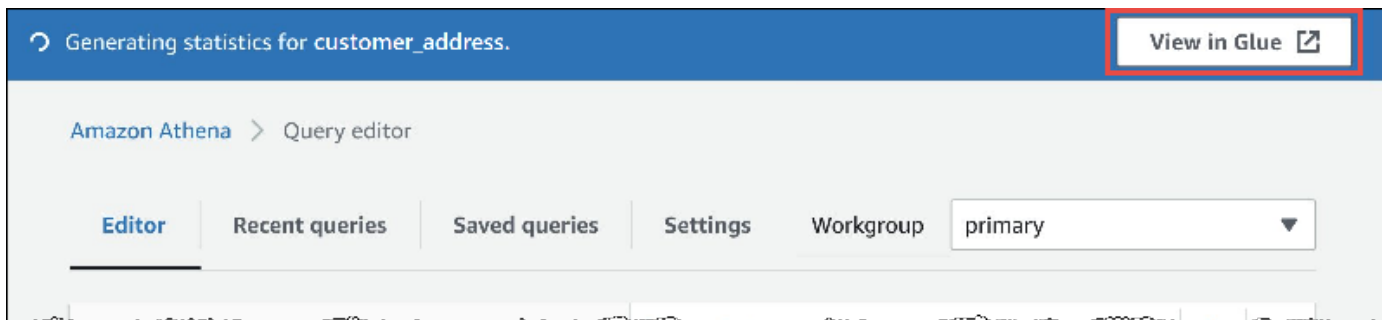 Generating statistics for customer_address.
View in Glue
Amazon Athena > Query editor
Editor Recent queries Saved queries Settings Workgroup primary